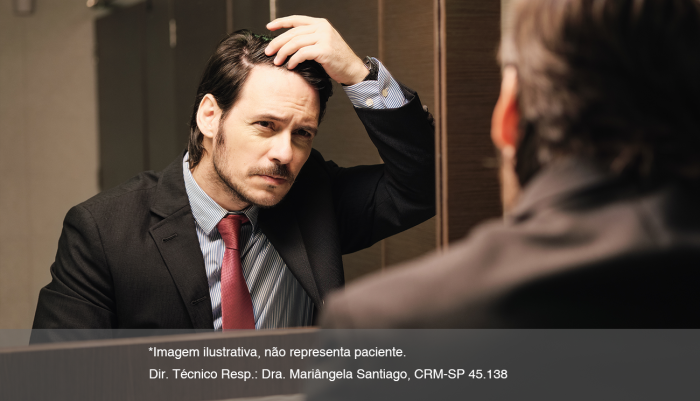 *Imagem ilustrativa, não representa paciente.
Dir. Técnico Resp.: Dra. Mariângela Santiago, CRM-SP 45.138